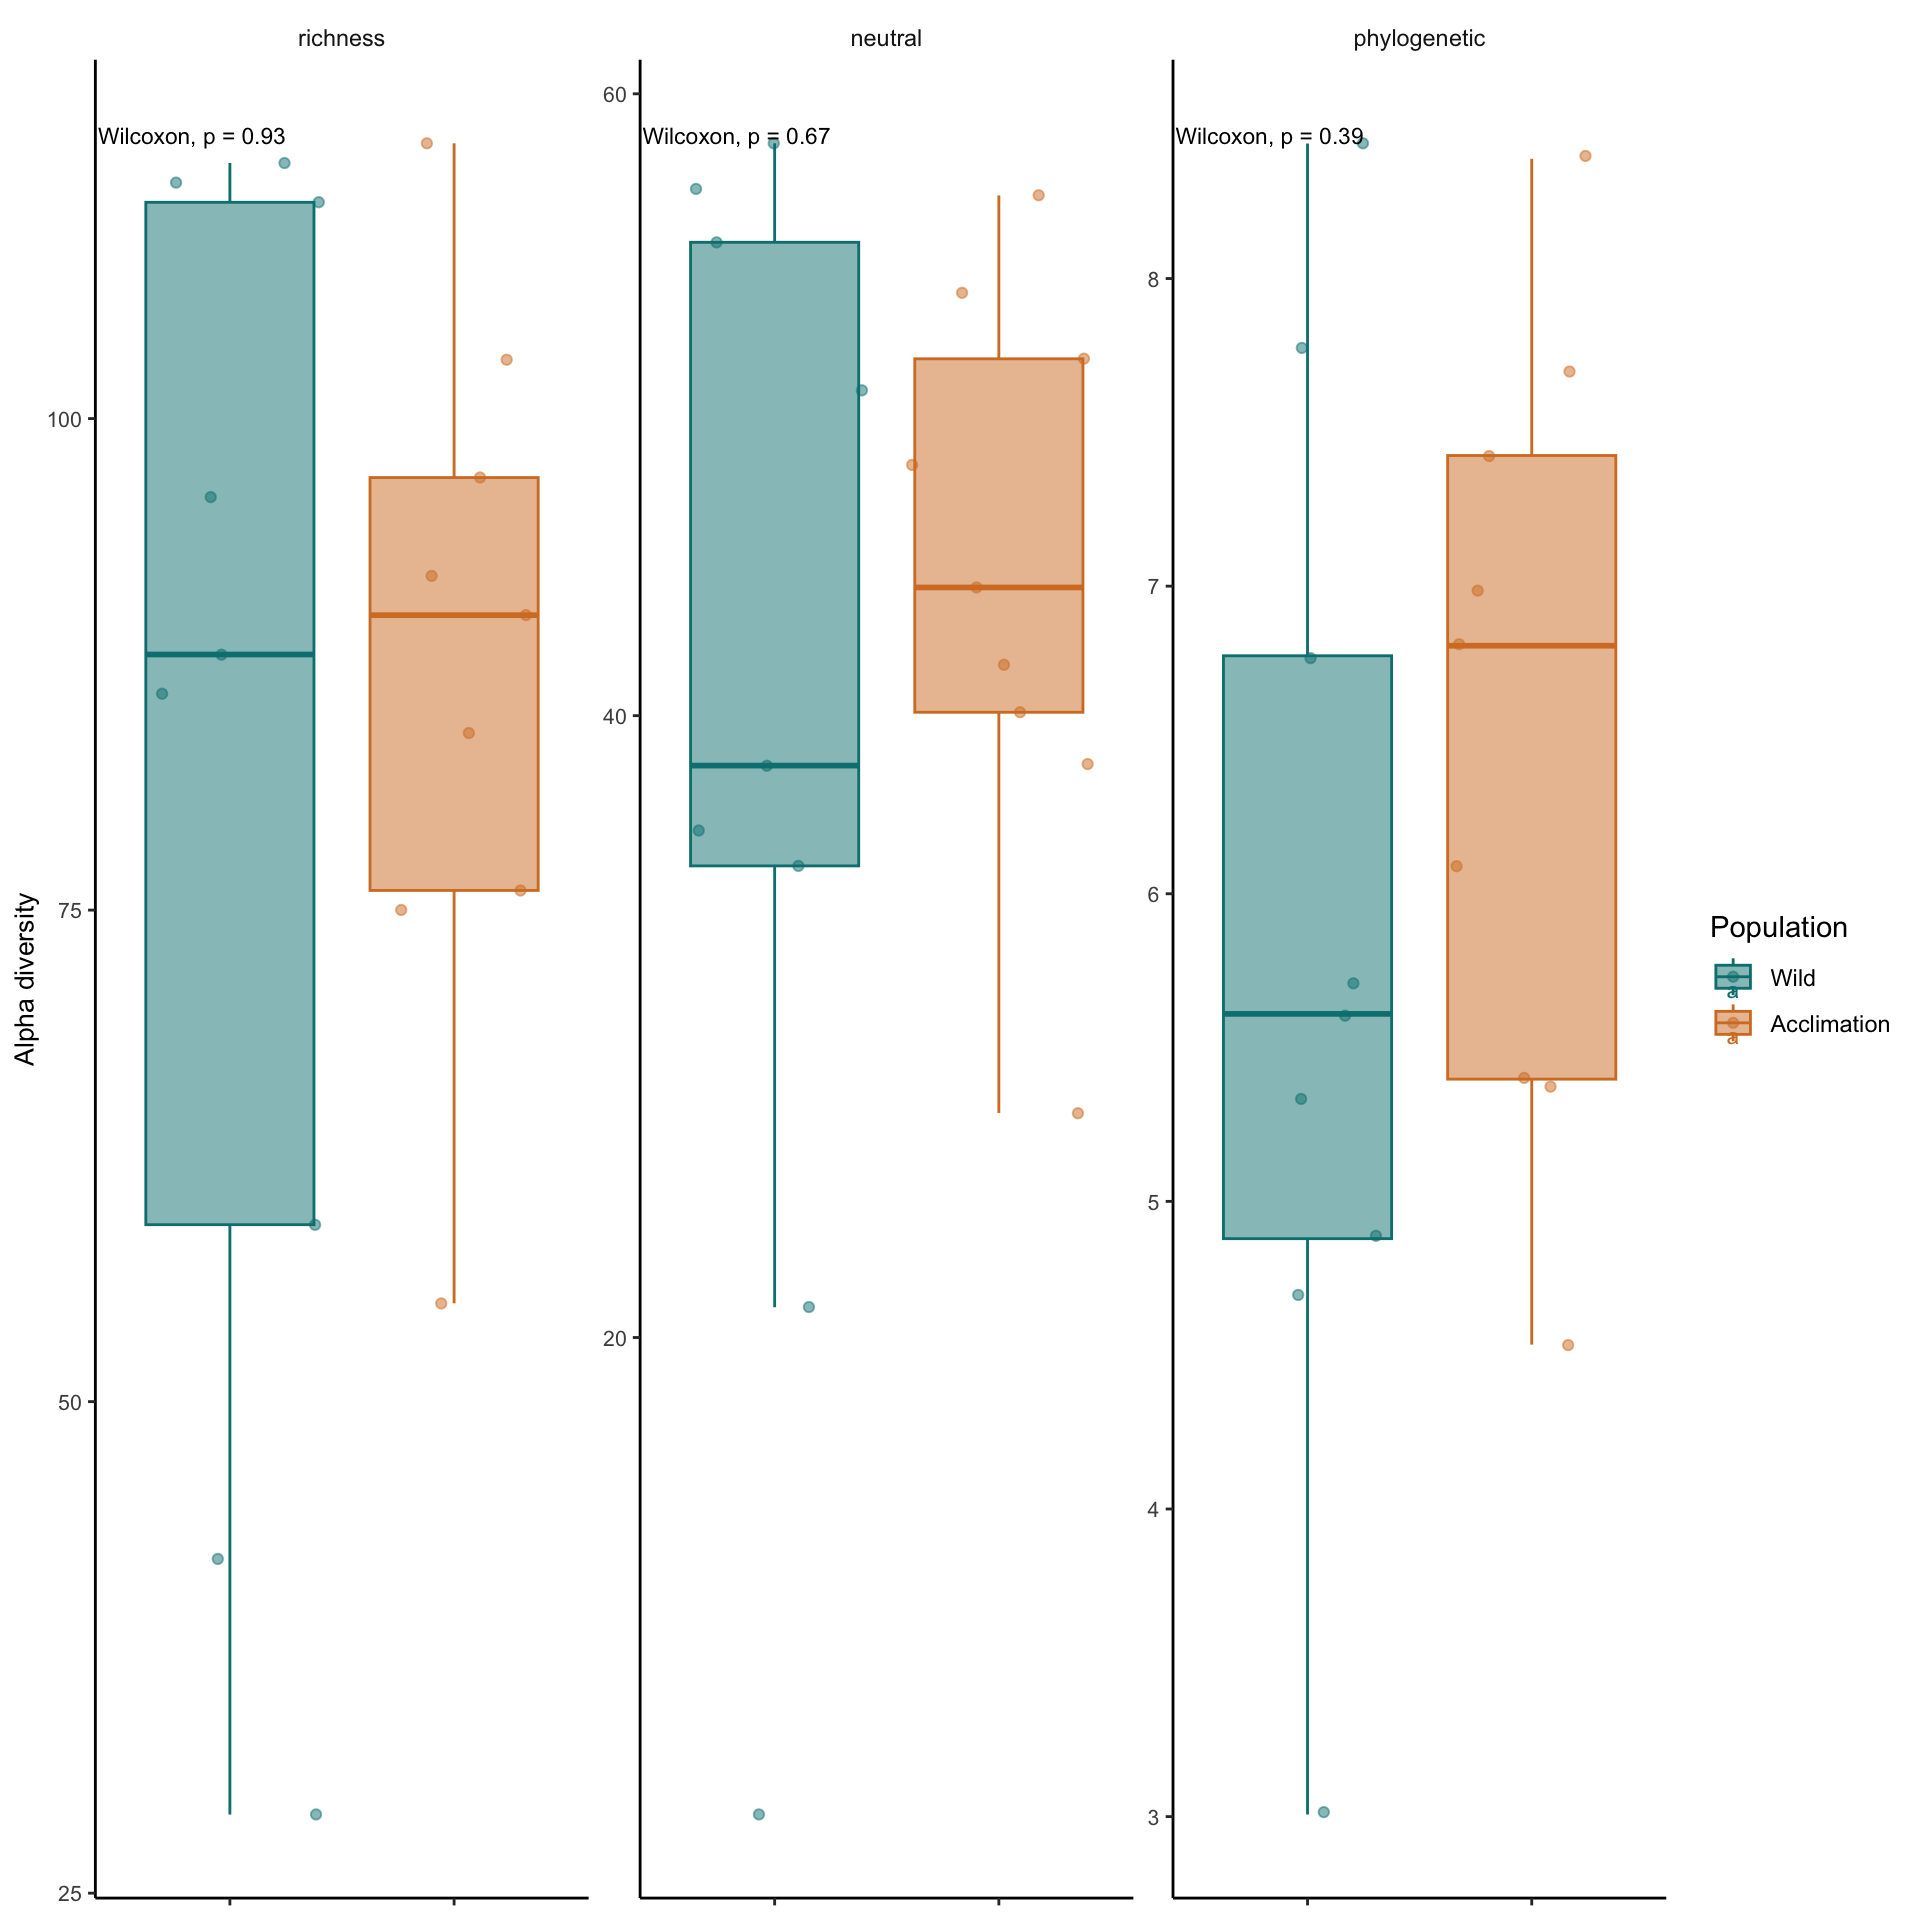 richness
neutral
phylogenetic
Wilcoxon, p = 0.93
Wilcoxon, p = 0.67
Wilcoxon, p = 0.39
100
75
50
25
60
40
20
8
7
6
5
4
3
Alpha diversity
Population
a Wild
a Acclimation